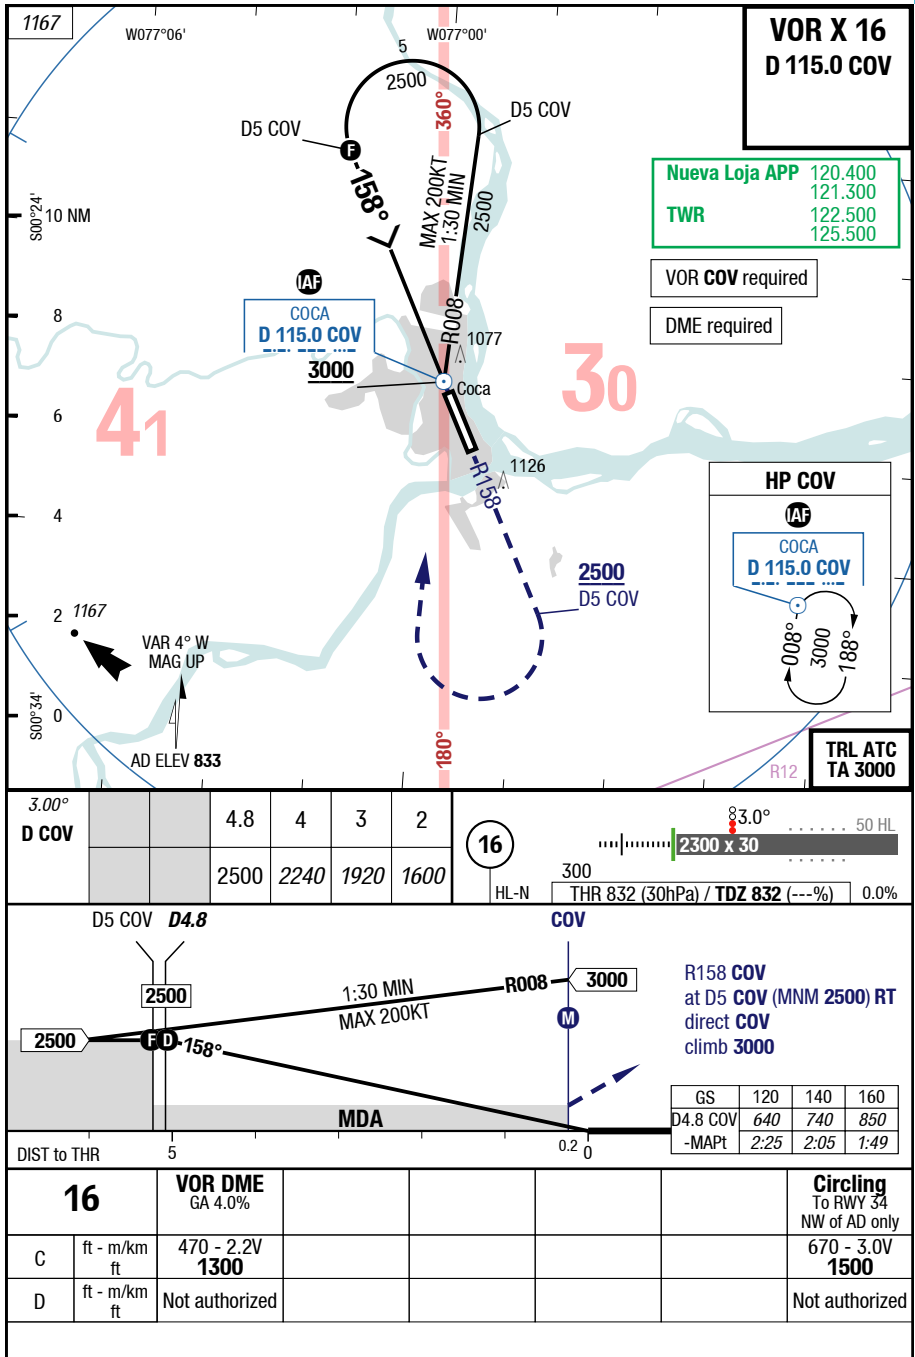 1167
W077°06'
W077°00'
VOR X 16
D 115.0 COV
5
2500
360°
D5 COV
D5 COV
F
158°
MAX 200KT
1:30 MIN
2500
R008
Nueva Loja APP 120.400
121.300
TWR 122.500
125.500
VOR COV required
DME required
S00°24'
10 NM
8
6
4
2
0
S00°34'
IAF
COCA
D 115.0 COV
3000
1077
Coca
41
30
1126
R158
2500
D5 COV
HP COV
IAF
COCA
D 115.0 COV
008°
3000
188°
1167
VAR 4° W
MAG UP
AD ELEV 833
180°
R12
TRL ATC
TA 3000
3.00°
D COV
4.8 4 3 2
2500 2240 1920 1600
16
HL-N
3.0°
50 HL
2300 x 30
300
THR 832 (30hPa) / TDZ 832 (---%)
0.0%
D5 COV D4.8
COV
2500
1:30 MIN
MAX 200KT
R008
3000
2500
F D
158°
M
R158 COV
at D5 COV (MNM 2500) RT
direct COV
climb 3000
MDA
GS 120 140 160
D4.8 COV 640 740 850
-MAPt 2:25 2:05 1:49
DIST to THR
5
0.2
0
16
VOR DME
GA 4.0%
Circling
To RWY 34
NW of AD only
C
ft - m/km
ft
470 - 2.2V
1300
670 - 3.0V
1500
D
ft - m/km
ft
Not authorized
Not authorized